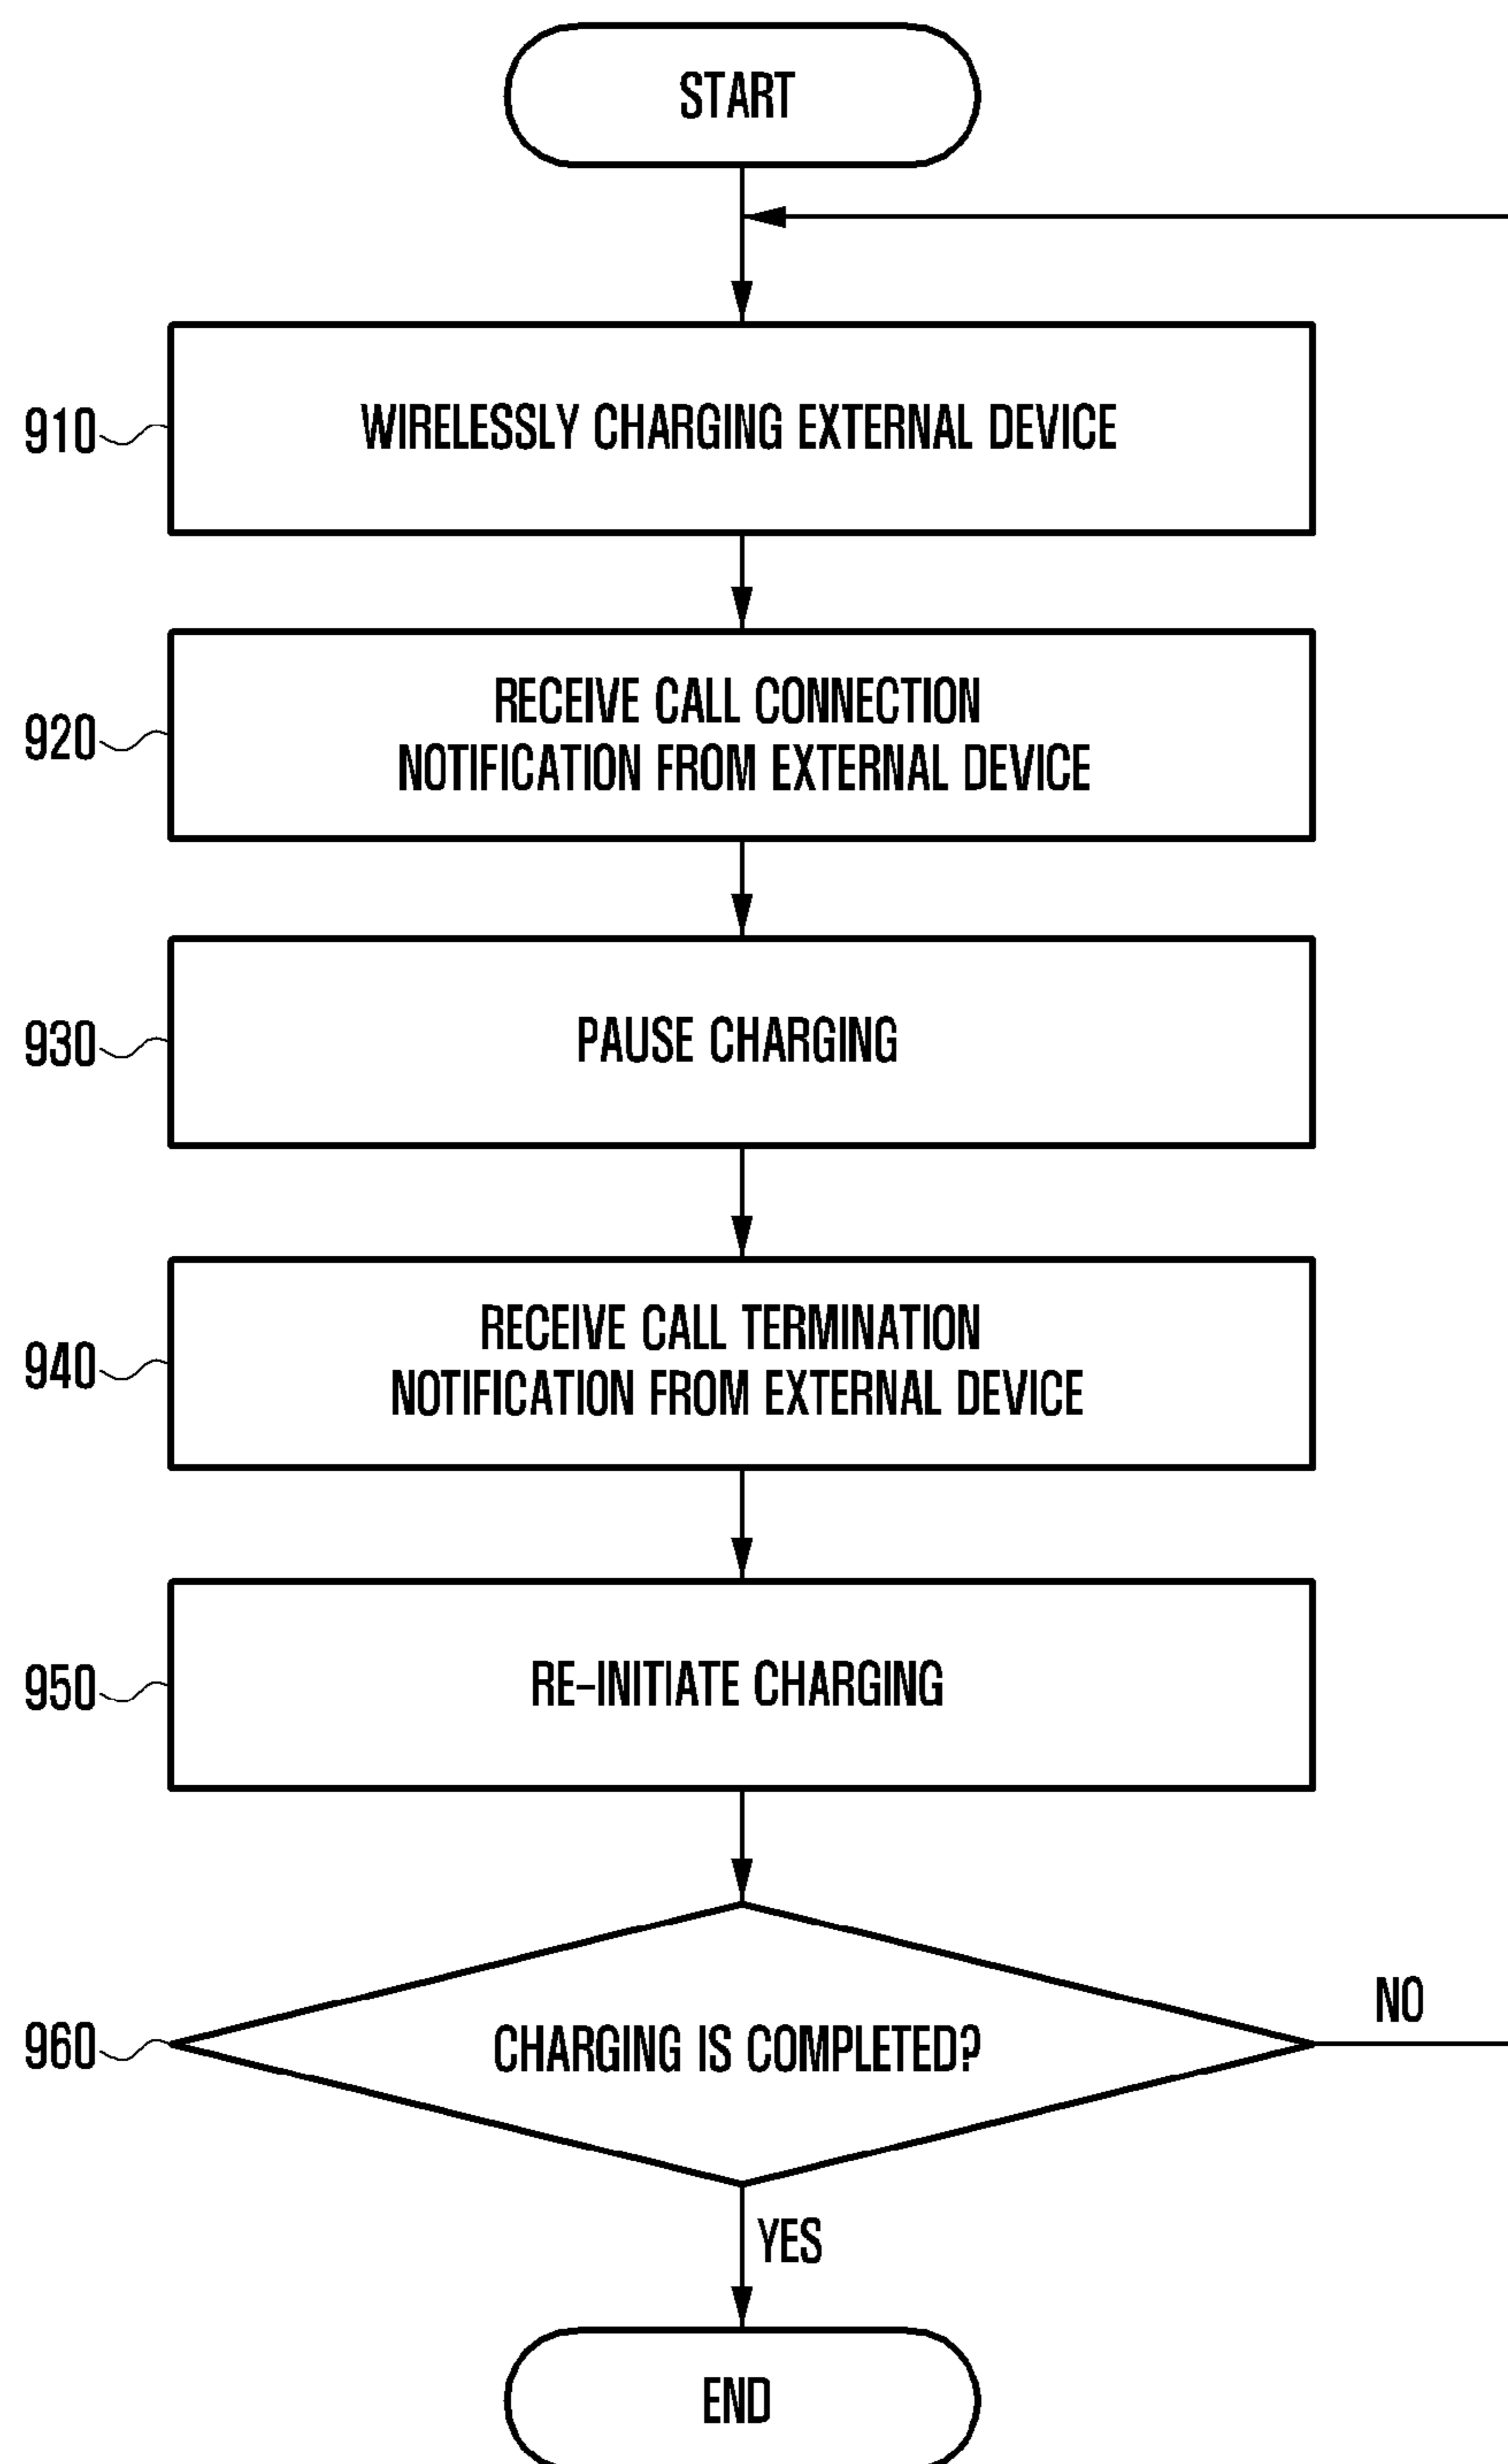 START
910
WIRELESSLY CHARGING EXTERNAL DEVICE
920
RECEIVE CALL CONNECTION
NOTIFICATION FROM EXTERNAL DEVICE
930
PAUSE CHARGING
940
RECEIVE CALL TERMINATION
NOTIFICATION FROM EXTERNAL DEVICE
950
RE-INITIATE CHARGING
960
CHARGING IS COMPLETED?
NO
YES
END